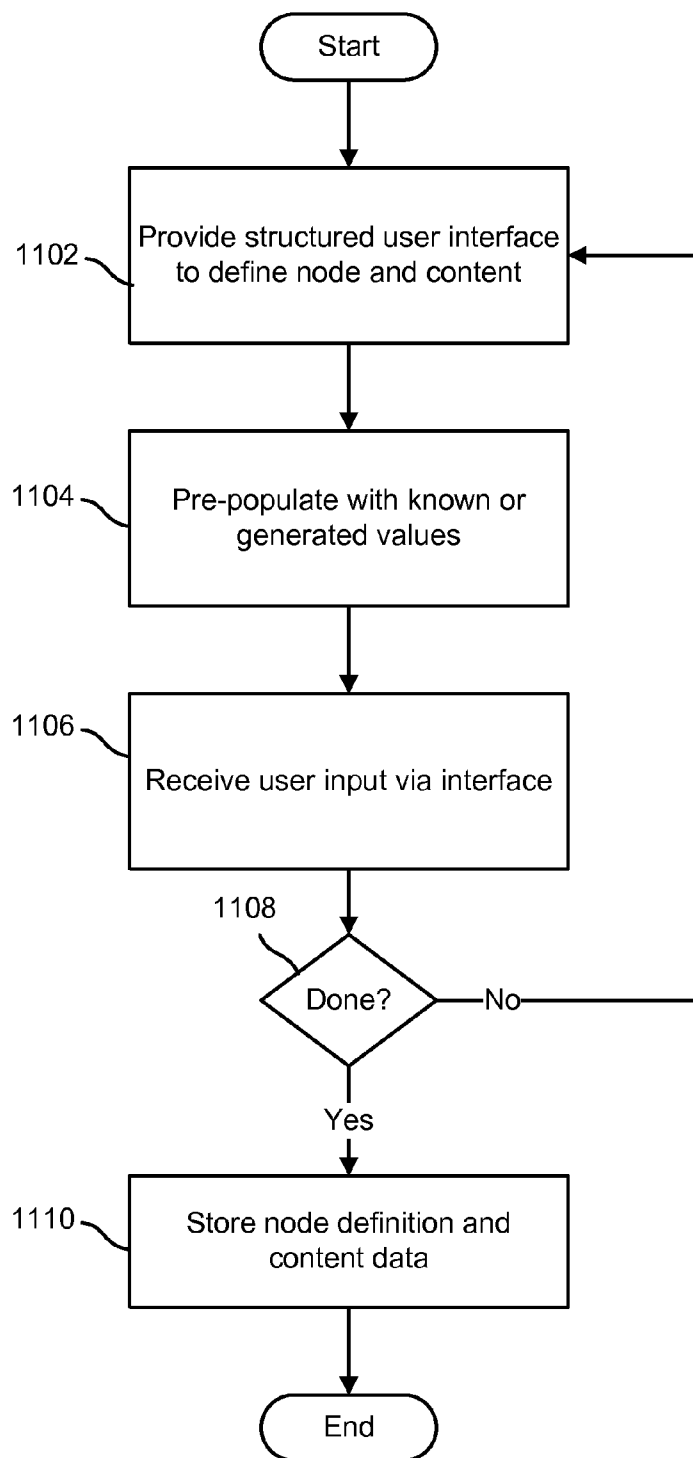 Start
1102
Provide structured user interface
to define node and content
1104
Pre-populate with known or
generated values
1106
Receive user input via interface
1108
Done?
No
Yes
1110
Store node definition and
content data
End